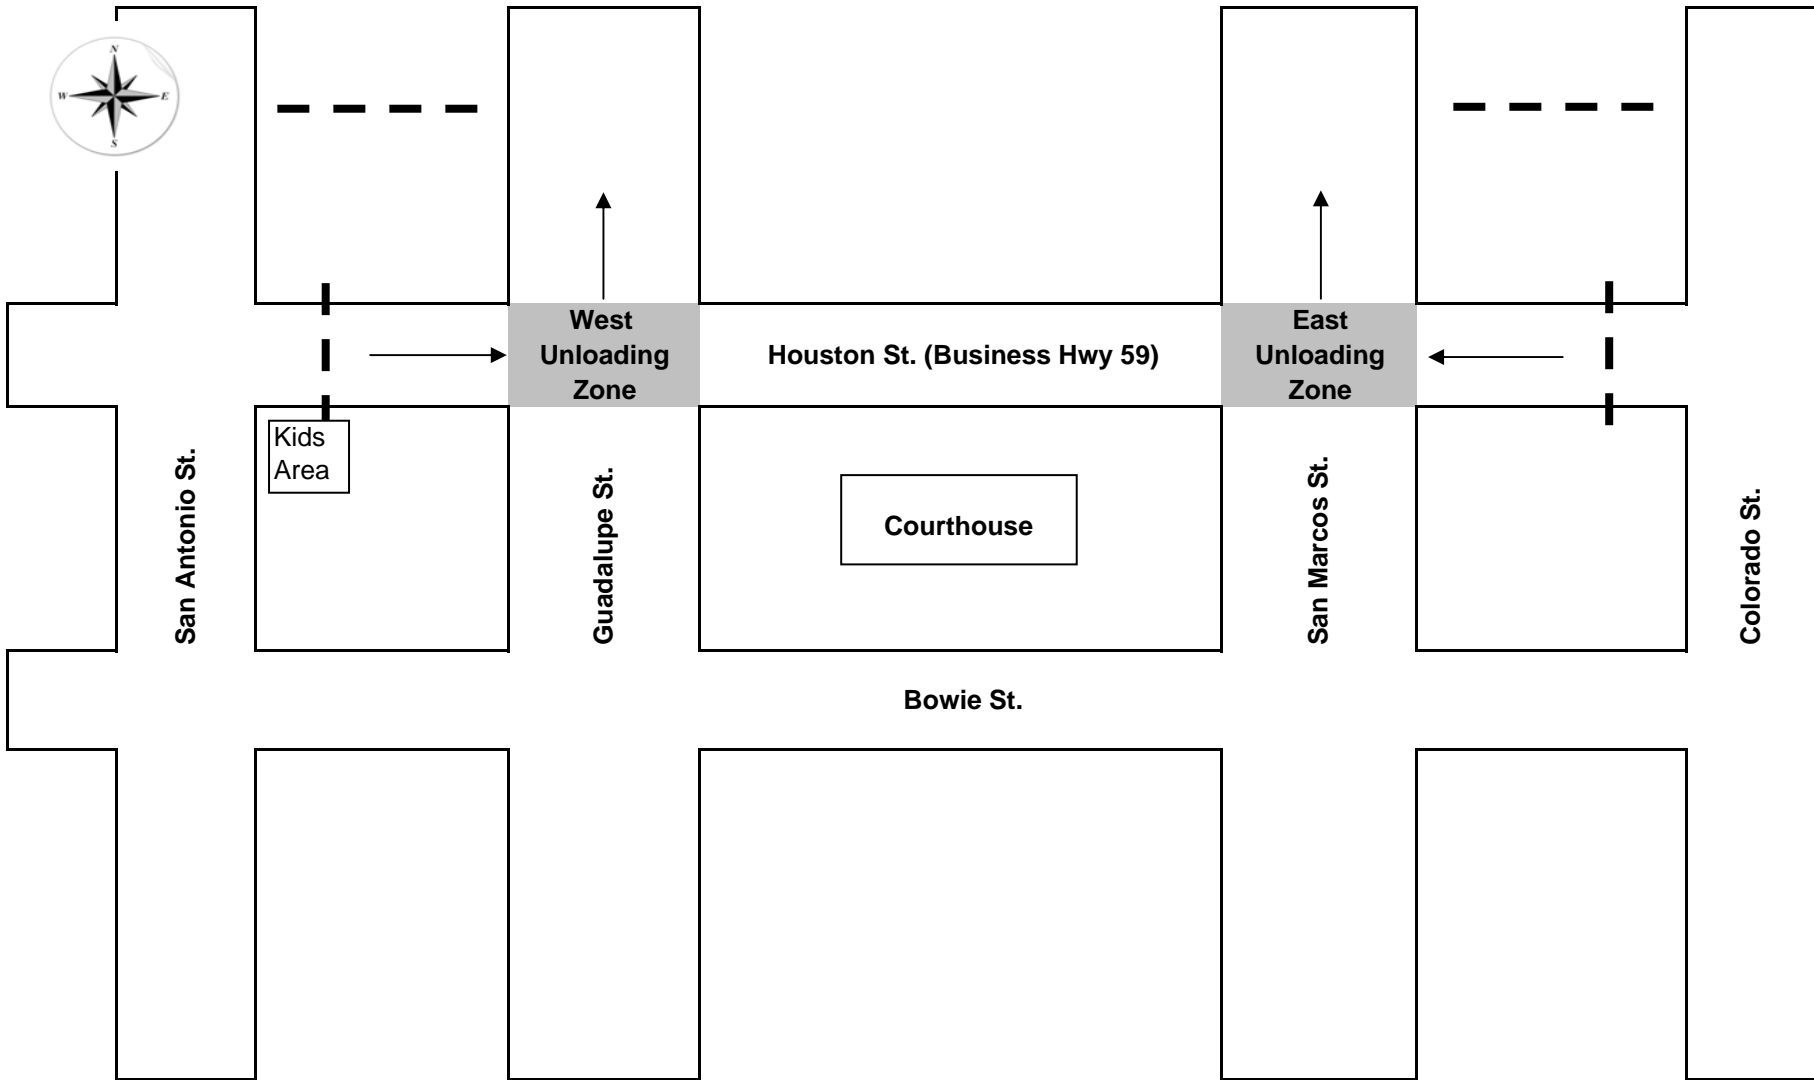 N
W E
S
West
Unloading
Zone
Houston St. (Business Hwy 59)
East
Unloading
Zone
Kids
Area
San Antonio St.
Guadalupe St.
Courthouse
San Marcos St.
Colorado St.
Bowie St.